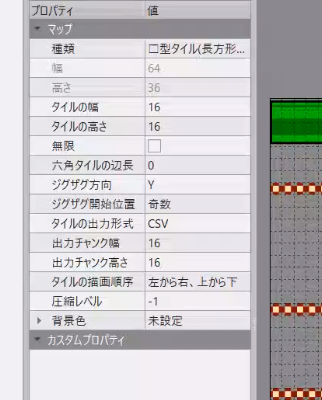 プロパティ 値
マップ
種類 □型タイル(長方形...
幅 64
高さ 36
タイルの幅 16
タイルの高さ 16
無限
六角タイルの辺長 0
ジグザグ方向 Y
ジグザグ開始位置 奇数
タイルの出力形式 CSV
出力チャンク幅 16
出力チャンク高さ 16
タイルの描画順序 左から右、上から下
圧縮レベル -1
背景色 未設定
カスタムプロパティ